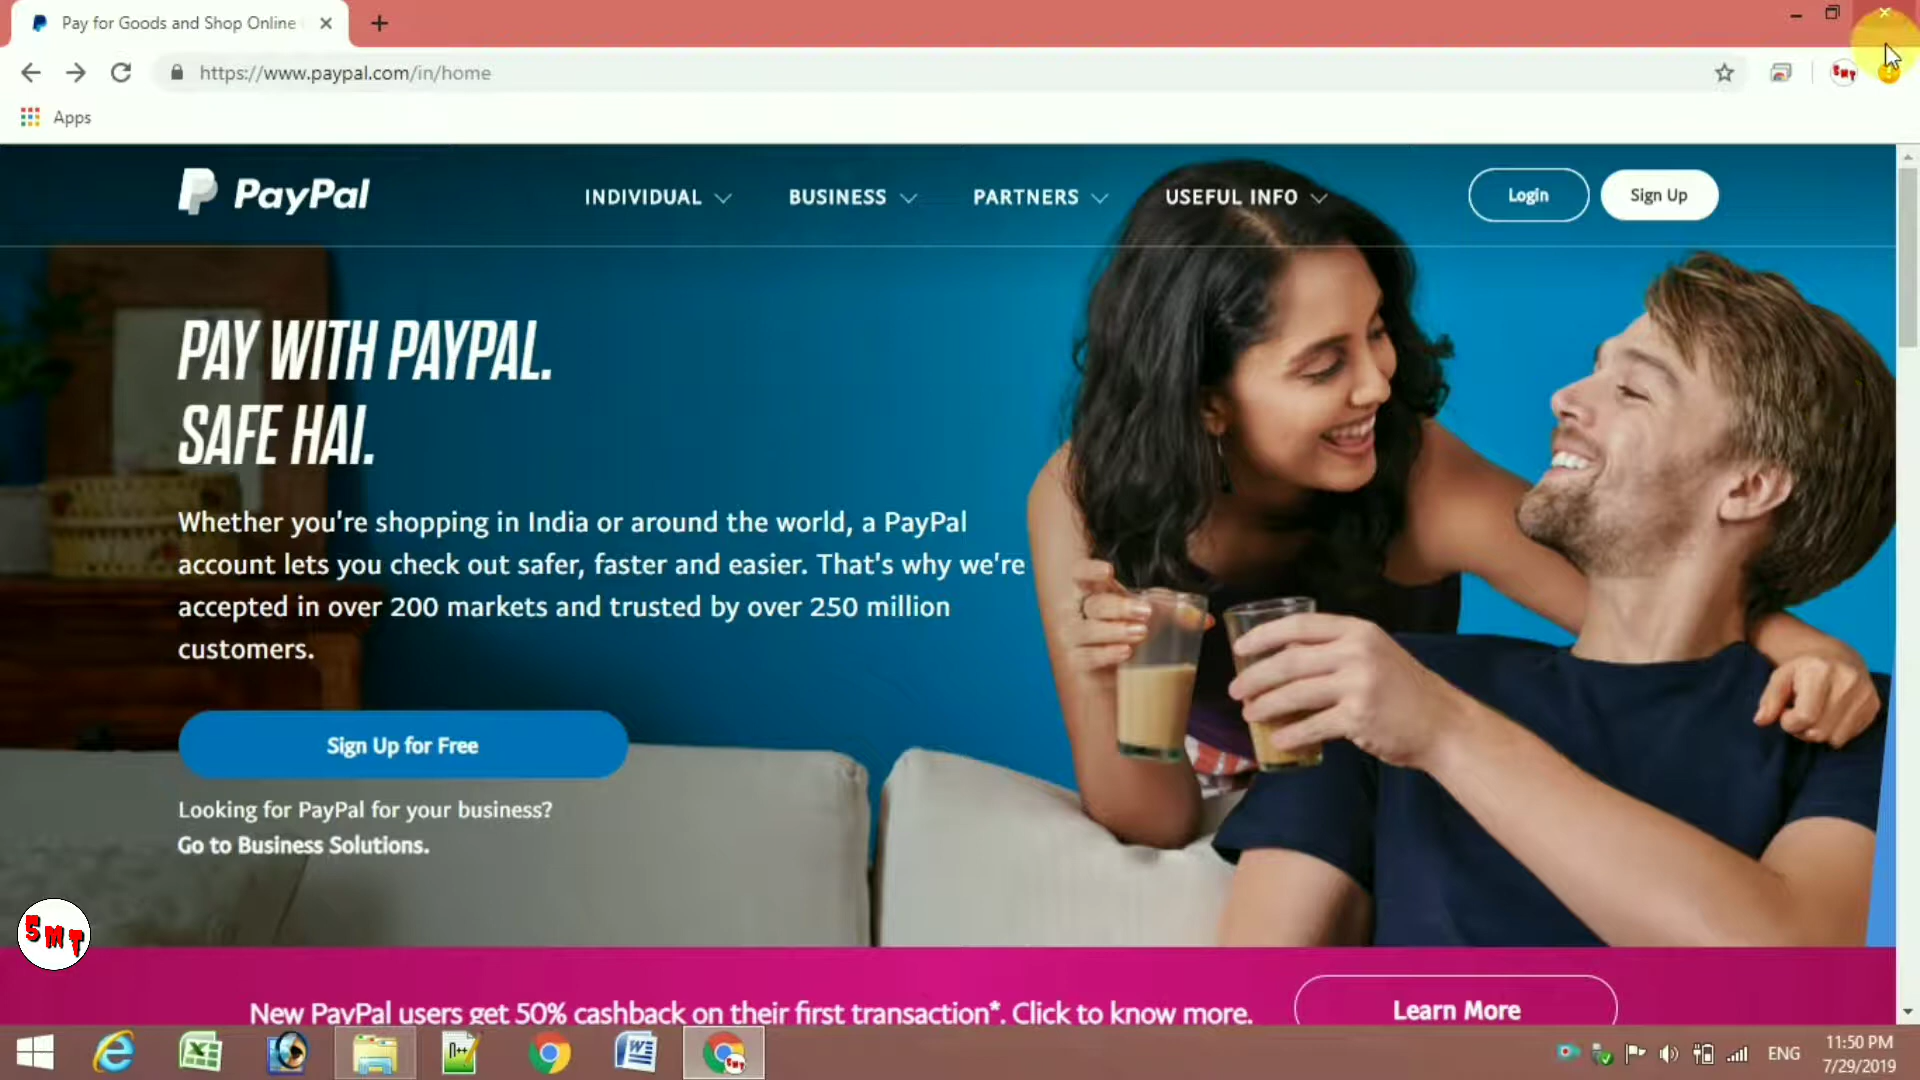 Pay for Goods and Shop Online
https://www.paypal.com/in/home
SMT
Apps
PayPal
INDIVIDUAL
BUSINESS
PARTNERS
USEFUL INFO
Login
Sign Up
PAY WITH PAYPAL.
SAFE HAI.
Whether you're shopping in India or around the world, a PayPal
account lets you check out safer, faster and easier. That's why we're
accepted in over 200 markets and trusted by over 250 million
customers.
Sign Up for Free
Looking for PayPal for your business?
Go to Business Solutions.
SMT
New PayPal users get 50% cashback on their first transaction*. Click to know more.
Learn More
ENG
11:50 PM
7/29/2019